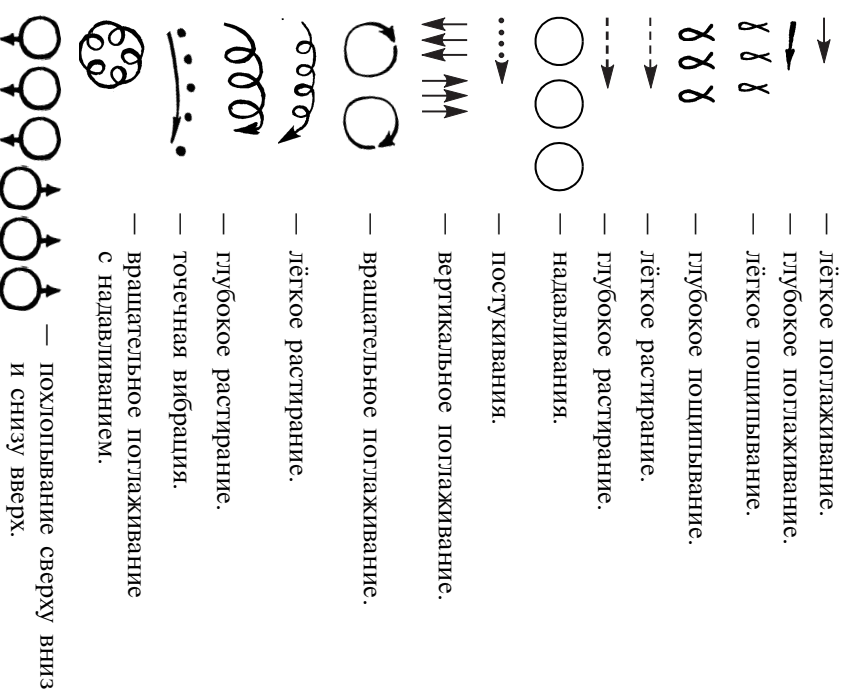 — лёгкое поглаживание.
— глубокое поглаживание.
— лёгкое пощипывание.
— глубокое пощипывание.
— лёгкое растирание.
— глубокое растирание.
— надавливания.
— постукивания.
— вертикальное поглаживание.
— вращательное поглаживание.
— лёгкое растирание.
— глубокое растирание.
— точечная вибрация.
— вращательное поглаживание
с надавливанием.
— похлопывание сверху вниз
и снизу вверх.